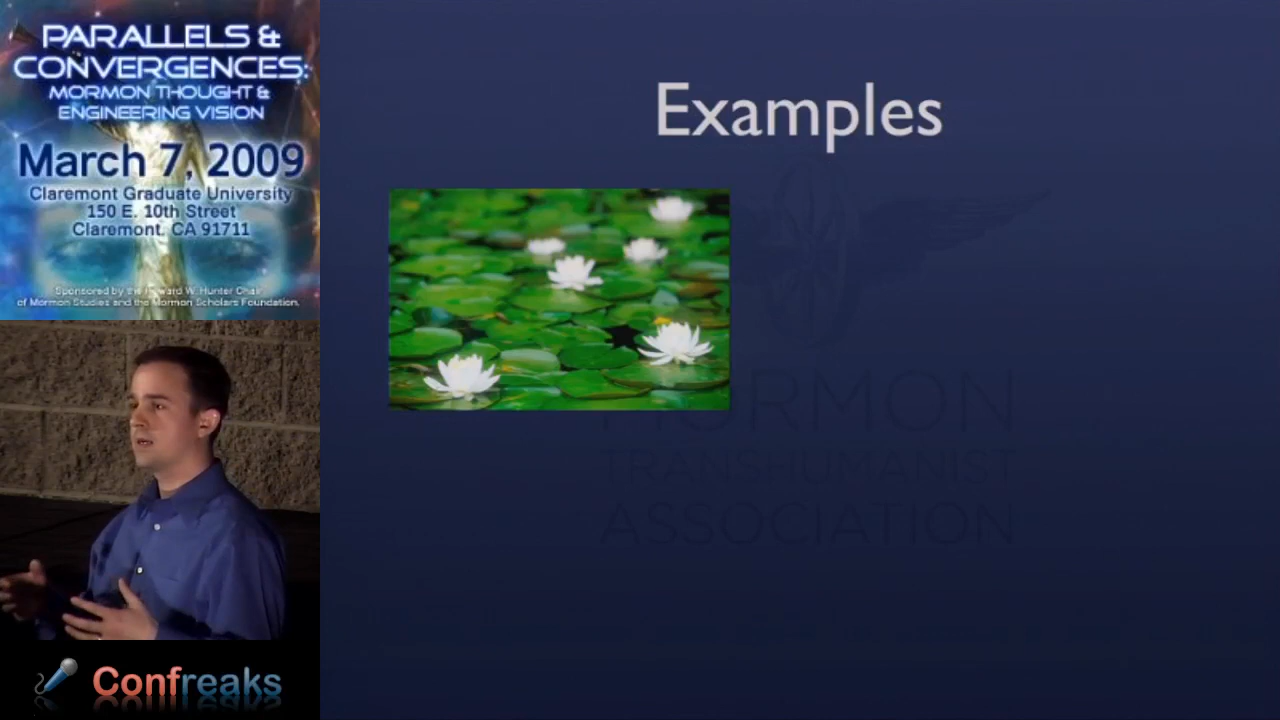 PARALLELS &
CONVERGENCES:
MORMON THOUGHT &
ENGINEERING VISION
March 7, 2009
Claremont Graduate University
150 E. 10th Street
Claremont, CA 91711
Sponsored by the Howard W. Hunter Chair
of Mormon Studies and the Mormon Scholars Foundation.
Confreaks
Examples
MORMON
TRANSHUMANIST
ASSOCIATION